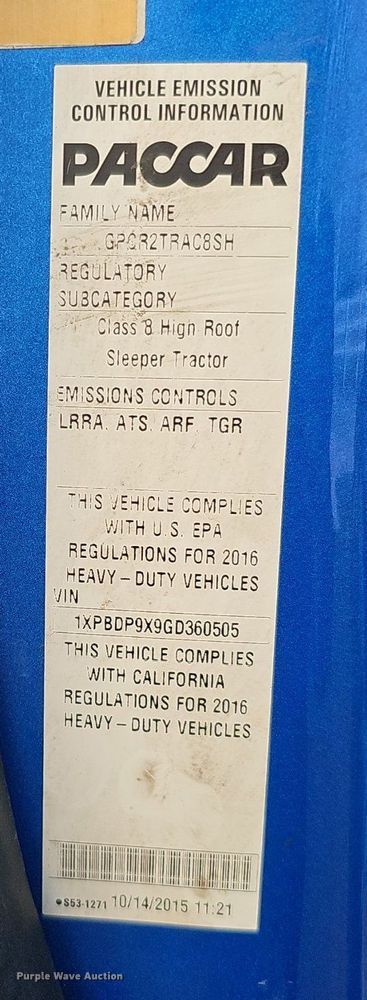 VEHICLE EMISSION
CONTROL INFORMATION
PACCAR
FAMILY NAME
GPCR2TRAC8SH
REGULATORY
SUBCATEGORY
Class 8 High Roof
Sleeper Tractor
EMISSIONS CONTROLS
LRRA, ATS, ARF, TGR
THIS VEHICLE COMPLIES
WITH U.S. EPA
REGULATIONS FOR 2016
HEAVY – DUTY VEHICLES
VIN
1XPBDP9X9GD360505
THIS VEHICLE COMPLIES
WITH CALIFORNIA
REGULATIONS FOR 2016
HEAVY – DUTY VEHICLES
• S53-1271 10/14/2015 11:21
Purple Wave Auction